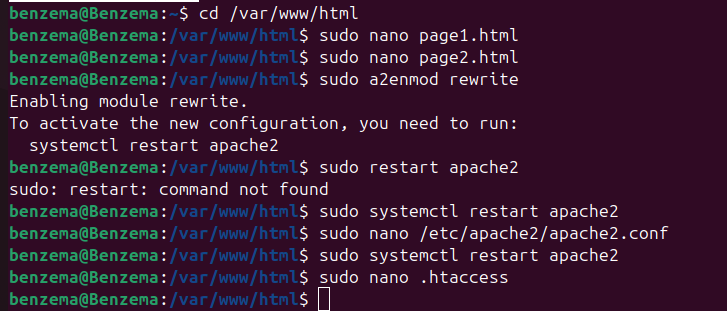 benzema@Benzema:~$ cd /var/www/html
benzema@Benzema:/var/www/html$ sudo nano page1.html
benzema@Benzema:/var/www/html$ sudo nano page2.html
benzema@Benzema:/var/www/html$ sudo a2enmod rewrite
Enabling module rewrite.
To activate the new configuration, you need to run:
  systemctl restart apache2
benzema@Benzema:/var/www/html$ sudo restart apache2
sudo: restart: command not found
benzema@Benzema:/var/www/html$ sudo systemctl restart apache2
benzema@Benzema:/var/www/html$ sudo nano /etc/apache2/apache2.conf
benzema@Benzema:/var/www/html$ sudo systemctl restart apache2
benzema@Benzema:/var/www/html$ sudo nano .htaccess
benzema@Benzema:/var/www/html$